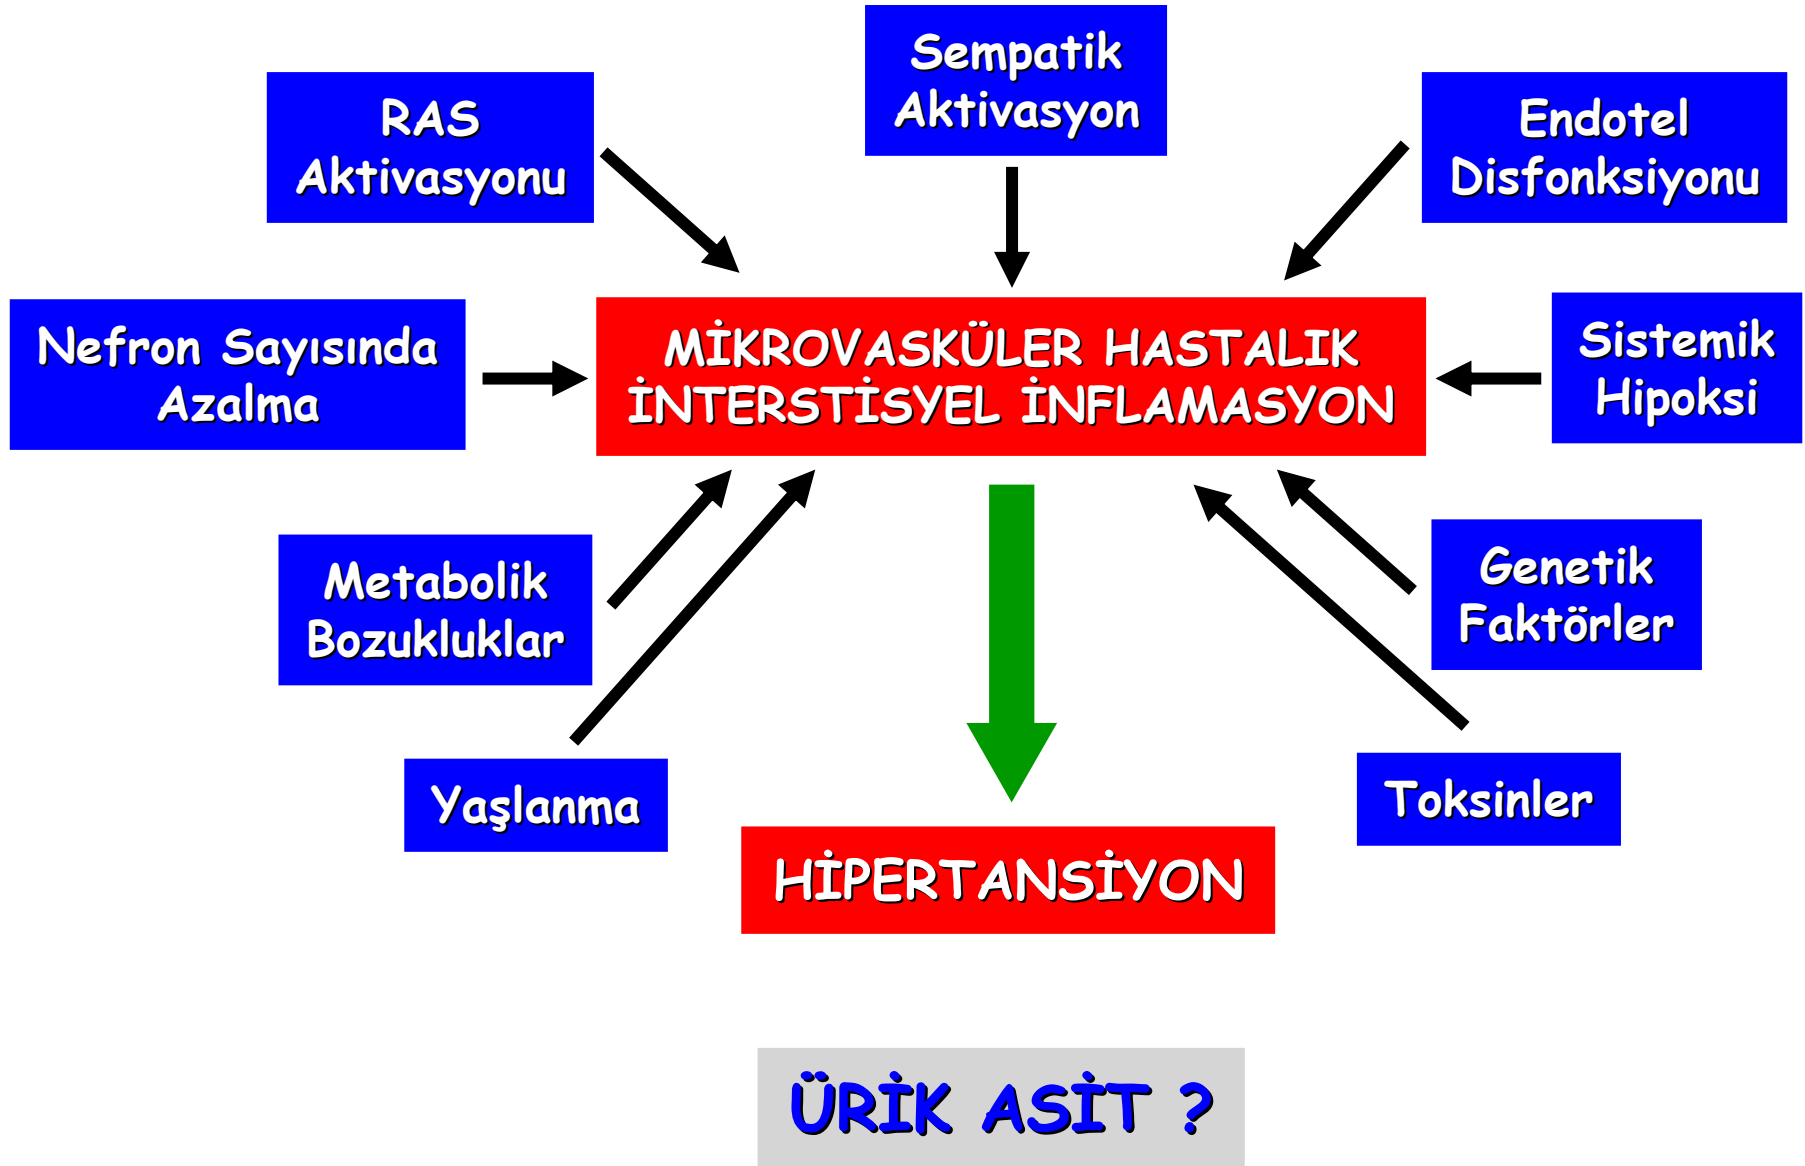 Sempatik
Aktivasyon
RAS
Aktivasyonu
Endotel
Disfonksiyonu
Nefron Sayısında
Azalma
MİKROVASKÜLER HASTALIK
İNTERSTİSYEL İNFLAMASYON
Sistemik
Hipoksi
Metabolik
Bozukluklar
Genetik
Faktörler
Yaşlanma
Toksinler
HİPERTANSİYON
ÜRİK ASİT ?